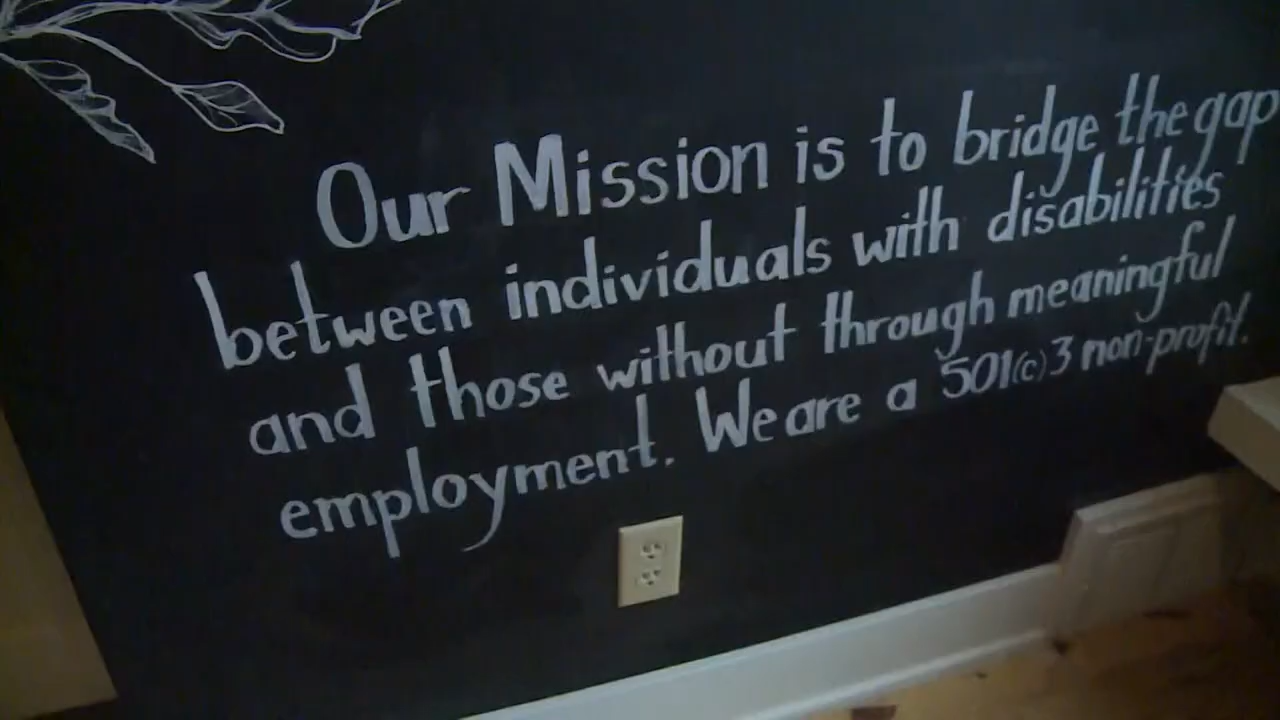 Our Mission is to bridge the gap
between individuals with disabilities
and those without through meaningful
employment. We are a 501(c)3 non-profit.